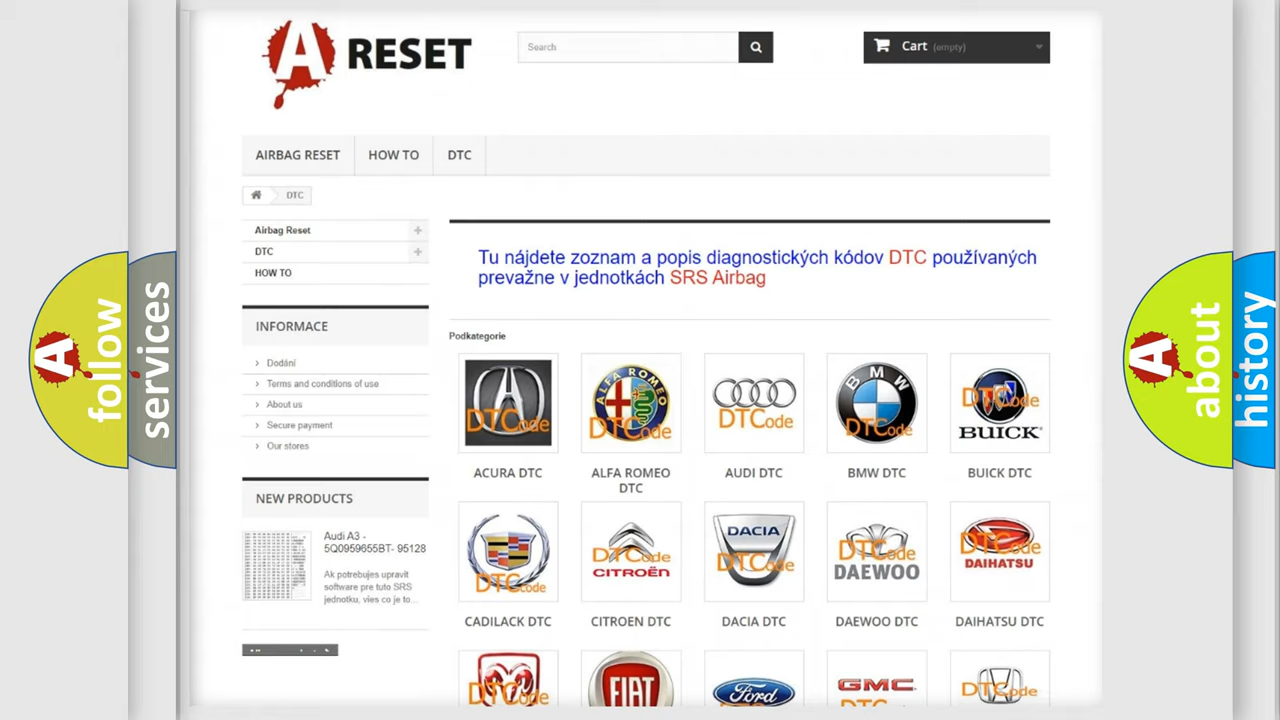 A RESET
Search
Cart (empty)
AIRBAG RESET
HOW TO
DTC
DTC
Airbag Reset
DTC
HOW TO
INFORMACE
Dodání
Terms and conditions of use
About us
Secure payment
Our stores
NEW PRODUCTS
Audi A3 -
5Q0959655BT- 95128
Ak potrebujes upravit
software pre tuto SRS
jednotku, vies co je to...
Tu nájdete zoznam a popis diagnostických kódov DTC používaných
prevažne v jednotkách SRS Airbag
Podkategorie
DTCode
ALFA ROMEO
DTCode
DTCode
BMW
DTCode
DTCode
BUICK
ACURA DTC
ALFA ROMEO
DTC
AUDI DTC
BMW DTC
BUICK DTC
DTCode
DTCode
CITROËN
DACIA
DTCode
DTCode
DAEWOO
DTCode
DAIHATSU
CADILACK DTC
CITROEN DTC
DACIA DTC
DAEWOO DTC
DAIHATSU DTC
DTCode
FIAT
Ford
GMC
DTCode
A follow
services
A about
history